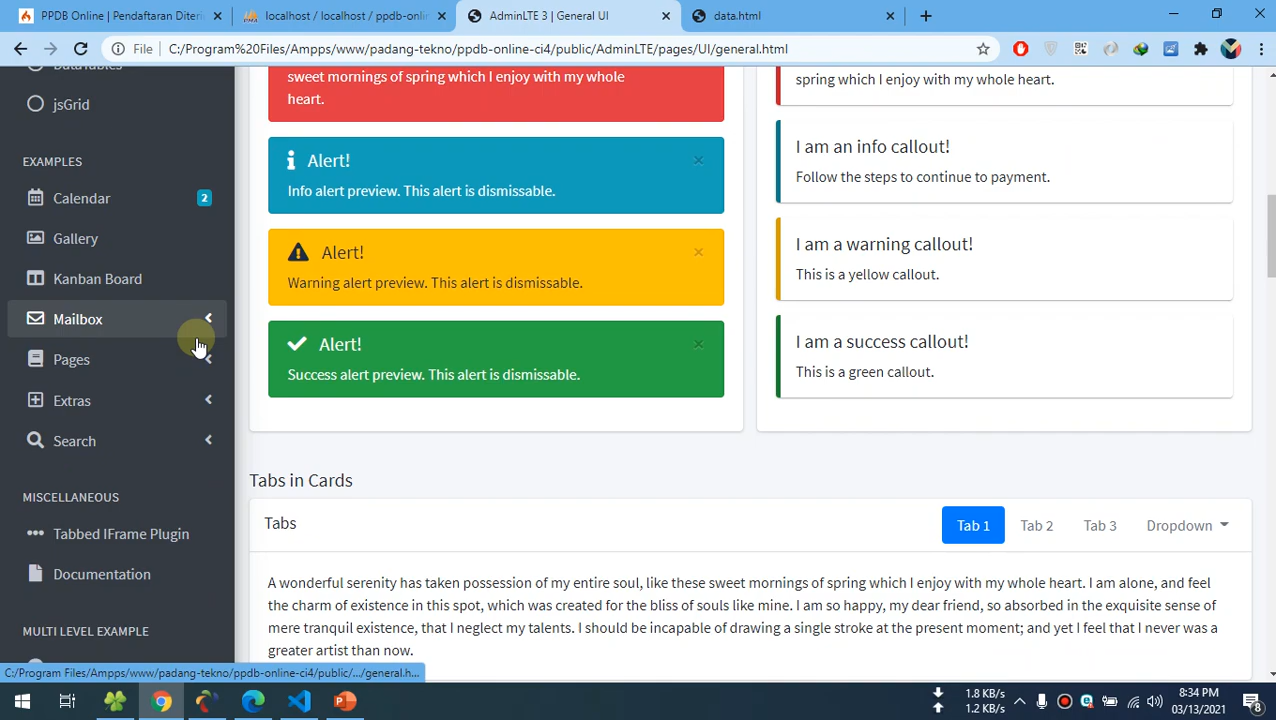 PPDB Online | Pendaftaran Diteri
localhost / localhost / ppdb-onlin
AdminLTE 3 | General UI
data.html
File
C:/Program%20Files/Ampps/www/padang-tekno/ppdb-online-ci4/public/AdminLTE/pages/UI/general.html
DataTables
jsGrid
EXAMPLES
Calendar
2
Gallery
Kanban Board
Mailbox
Pages
Extras
Search
MISCELLANEOUS
Tabbed IFrame Plugin
Documentation
MULTI LEVEL EXAMPLE
sweet mornings of spring which I enjoy with my whole
heart.
Alert!
×
Info alert preview. This alert is dismissable.
Alert!
×
Warning alert preview. This alert is dismissable.
Alert!
×
Success alert preview. This alert is dismissable.
spring which I enjoy with my whole heart.
I am an info callout!
Follow the steps to continue to payment.
I am a warning callout!
This is a yellow callout.
I am a success callout!
This is a green callout.
Tabs in Cards
Tabs
Tab 1
Tab 2
Tab 3
Dropdown
A wonderful serenity has taken possession of my entire soul, like these sweet mornings of spring which I enjoy with my whole heart. I am alone, and feel
the charm of existence in this spot, which was created for the bliss of souls like mine. I am so happy, my dear friend, so absorbed in the exquisite sense of
mere tranquil existence, that I neglect my talents. I should be incapable of drawing a single stroke at the present moment; and yet I feel that I never was a
greater artist than now.
C:/Program Files/Ampps/www/padang-tekno/ppdb-online-ci4/public/.../general.h...
1.8 KB/s
1.2 KB/s
8:34 PM
03/13/2021
8